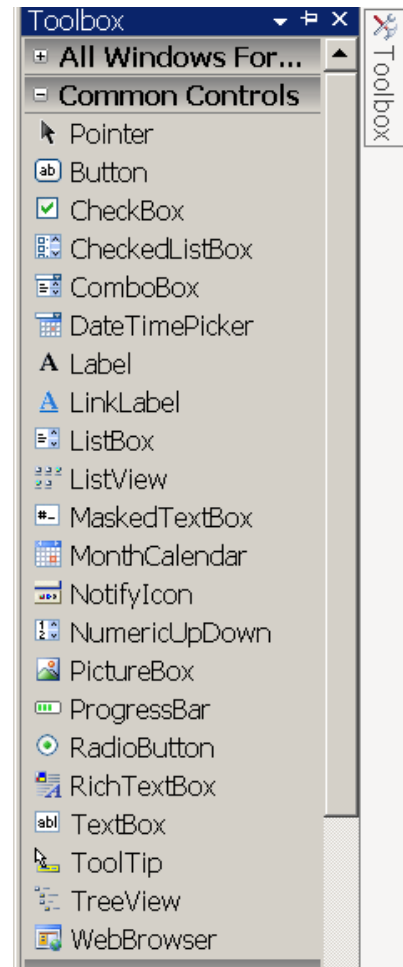 Toolbox
All Windows For...
Common Controls
Pointer
Button
CheckBox
CheckedListBox
ComboBox
DateTimePicker
A Label
A LinkLabel
ListBox
ListView
MaskedTextBox
MonthCalendar
NotifyIcon
NumericUpDown
PictureBox
ProgressBar
RadioButton
RichTextBox
abl TextBox
ToolTip
TreeView
WebBrowser
Toolbox